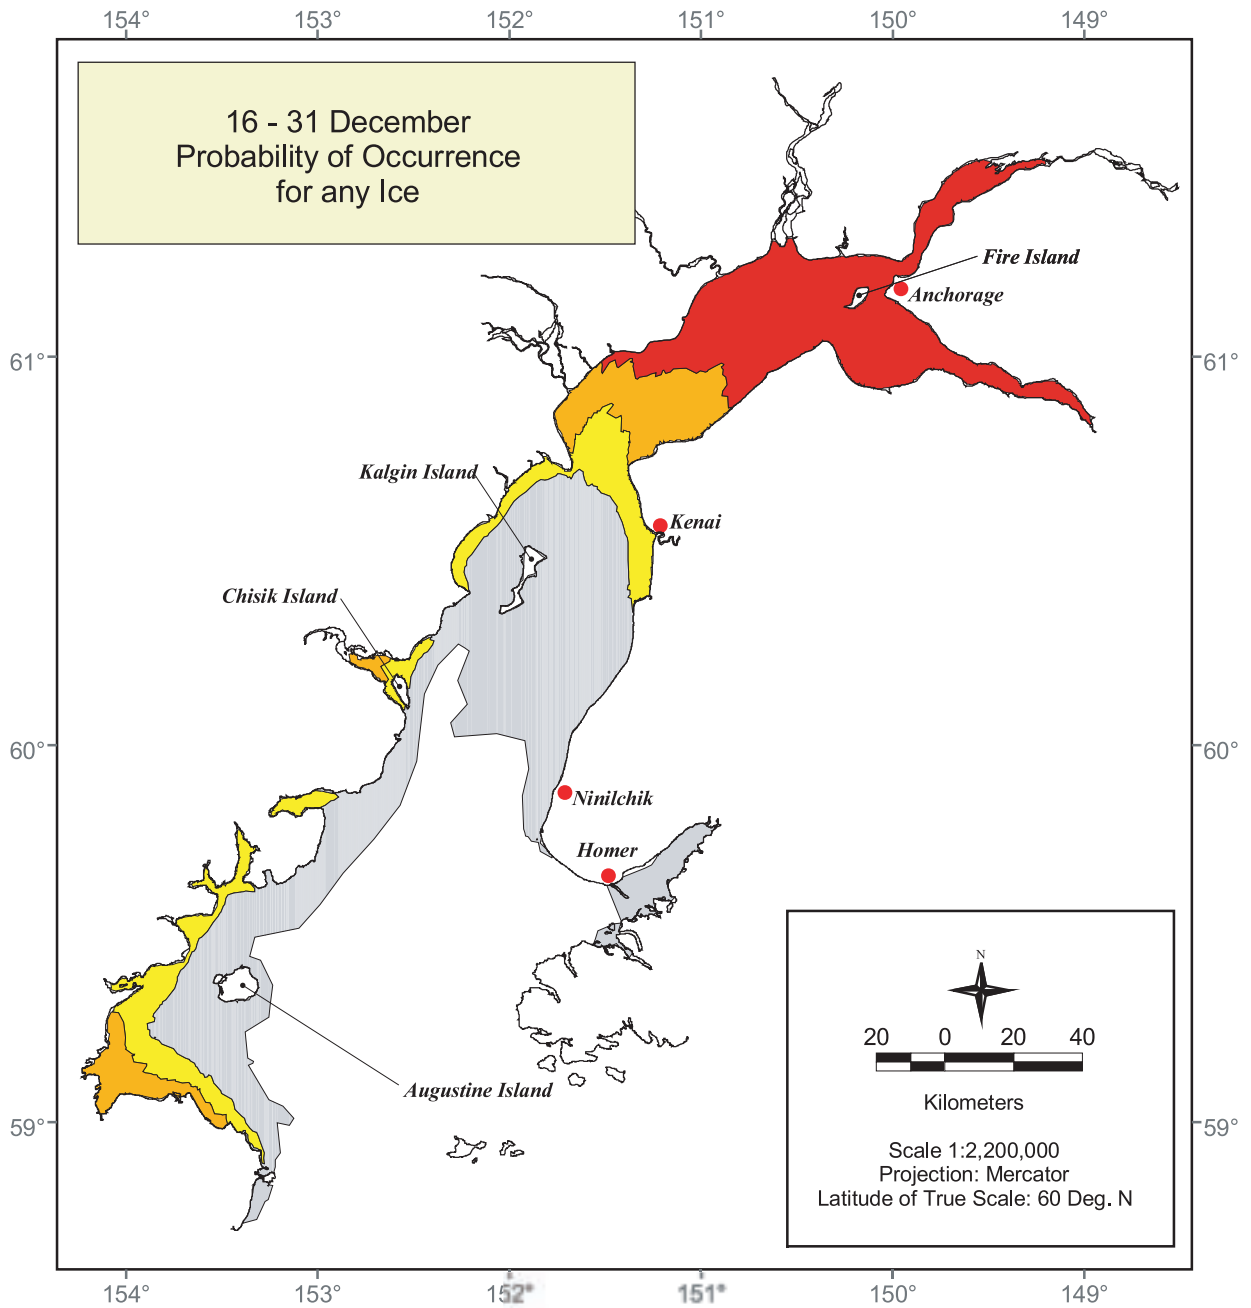 154° 153° 152° 151° 150° 149°
16 - 31 December
Probability of Occurrence
for any Ice
Fire Island
Anchorage
61° 61°
Kalgin Island
Kenai
Chisik Island
60° 60°
Ninilchik
Homer
N
20 0 20 40
Augustine Island
Kilometers
59° 59°
Scale 1:2,200,000
Projection: Mercator
Latitude of True Scale: 60 Deg. N
154° 153° 152° 151° 150° 149°